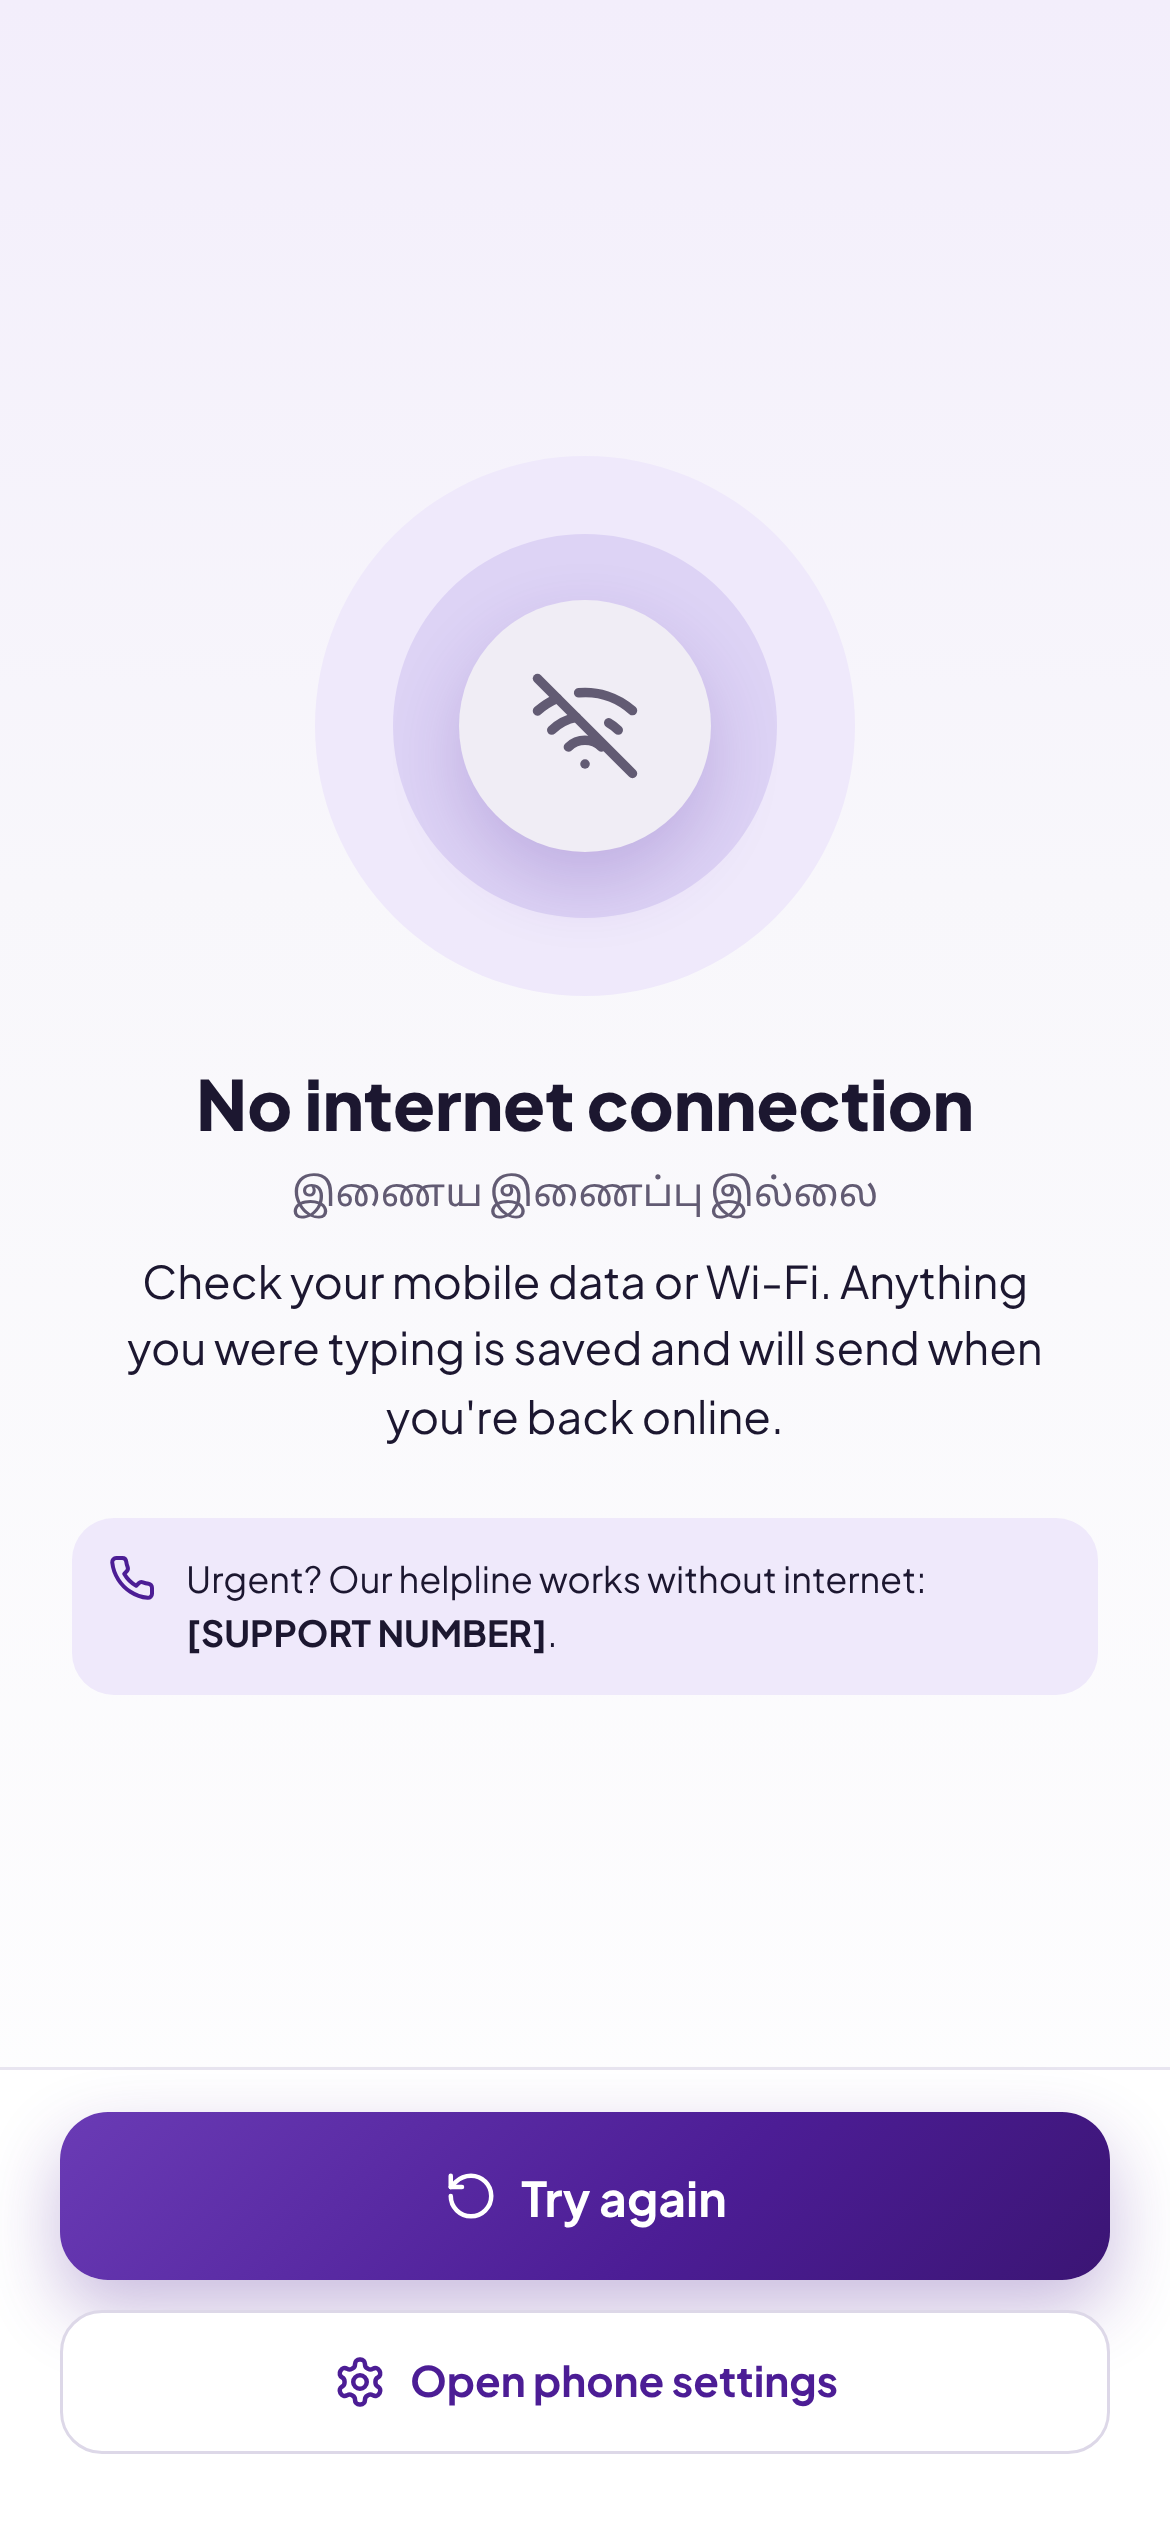 No internet connection
இணைய இணைப்பு இல்லை
Check your mobile data or Wi-Fi. Anything
you were typing is saved and will send when
you're back online.
Urgent? Our helpline works without internet:
[SUPPORT NUMBER].
Try again
Open phone settings